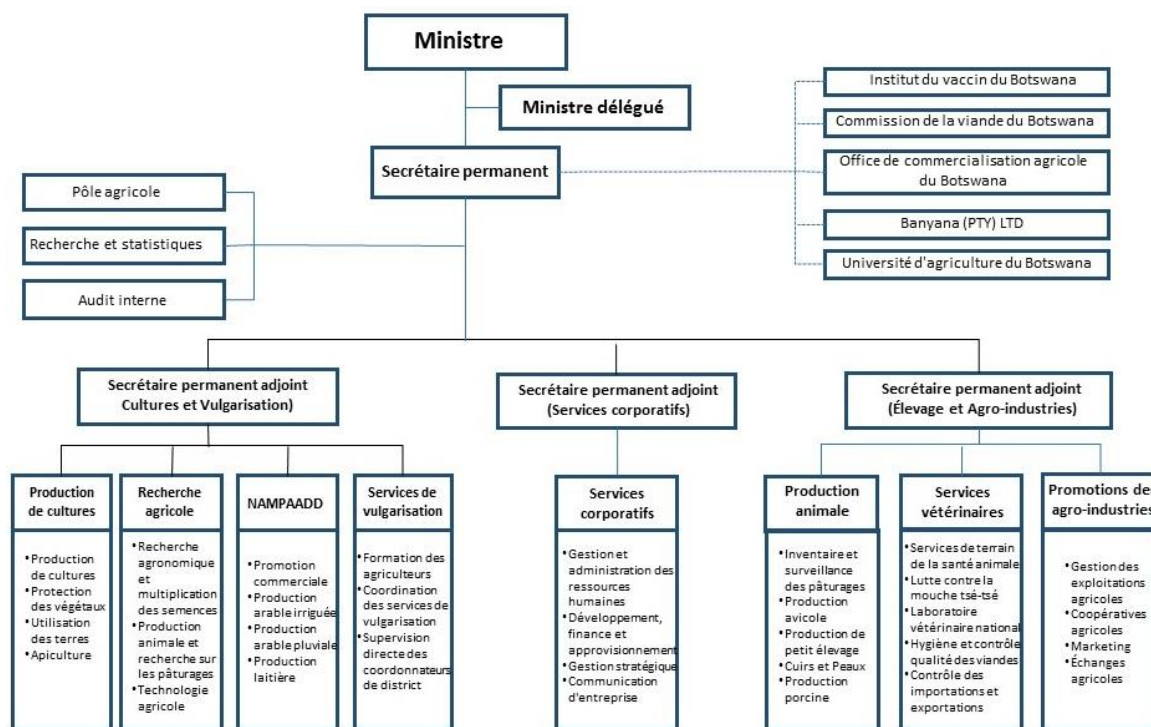 Ministre
Ministre délégué
Secrétaire permanent
Institut du vaccin du Botswana
Commission de la viande du Botswana
Office de commercialisation agricole
du Botswana
Banyana (PTY) LTD
Université d'agriculture du Botswana
Pôle agricole
Recherche et statistiques
Audit interne
Secrétaire permanent adjoint
Cultures et Vulgarisation)
Secrétaire permanent adjoint
(Services corporatifs)
Secrétaire permanent adjoint
(Élevage et Agro-industries)
Production
de cultures
• Production
de cultures
• Protection
des végétaux
• Utilisation
des terres
• Apiculture
Recherche
agricole
• Recherche
agronomique
et
multiplication
des semences
• Production
animale et
recherche sur
les pâturages
• Technologie
agricole
NAMPAADD
• Promotion
commerciale
• Production
arable irriguée
• Production
arable pluviale
• Production
laitière
Services de
vulgarisation
• Formation des
agriculteurs
• Coordination
des services de
vulgarisation
• Supervision
directe des
coordonnateurs
de district
Services
corporatifs
• Gestion et
administration des
ressources
humaines
• Développement,
finance et
approvisionnement
• Gestion stratégique
• Communication
d'entreprise
Production
animale
• Inventaire et
surveillance
des pâturages
• Production
avicole
• Production de
petit élevage
• Cuirs et Peaux
• Production
porcine
Services
vétérinaires
• Services de terrain
de la santé animale
• Lutte contre la
mouche tsé-tsé
• Laboratoire
vétérinaire national
• Hygiène et contrôle
qualité des viandes
• Contrôle des
importations et
exportations
Promotions des
agro-industries
• Gestion des
exploitations
agricoles
• Coopératives
agricoles
• Marketing
• Échanges
agricoles